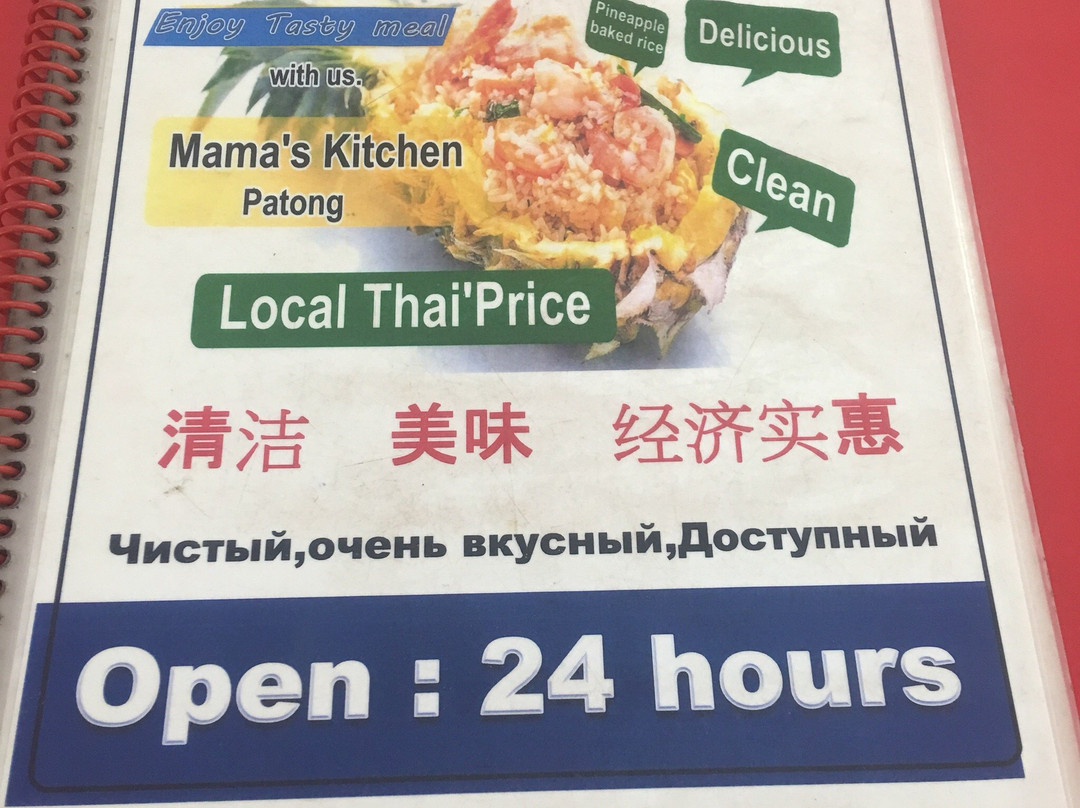 Enjoy Tasty meal
with us.
Pineapple
baked rice
Delicious
Mama's Kitchen
Patong
Clean
Local Thai'Price
清洁 美味 经济实惠
Чистый,очень вкусный,Доступный
Open : 24 hours